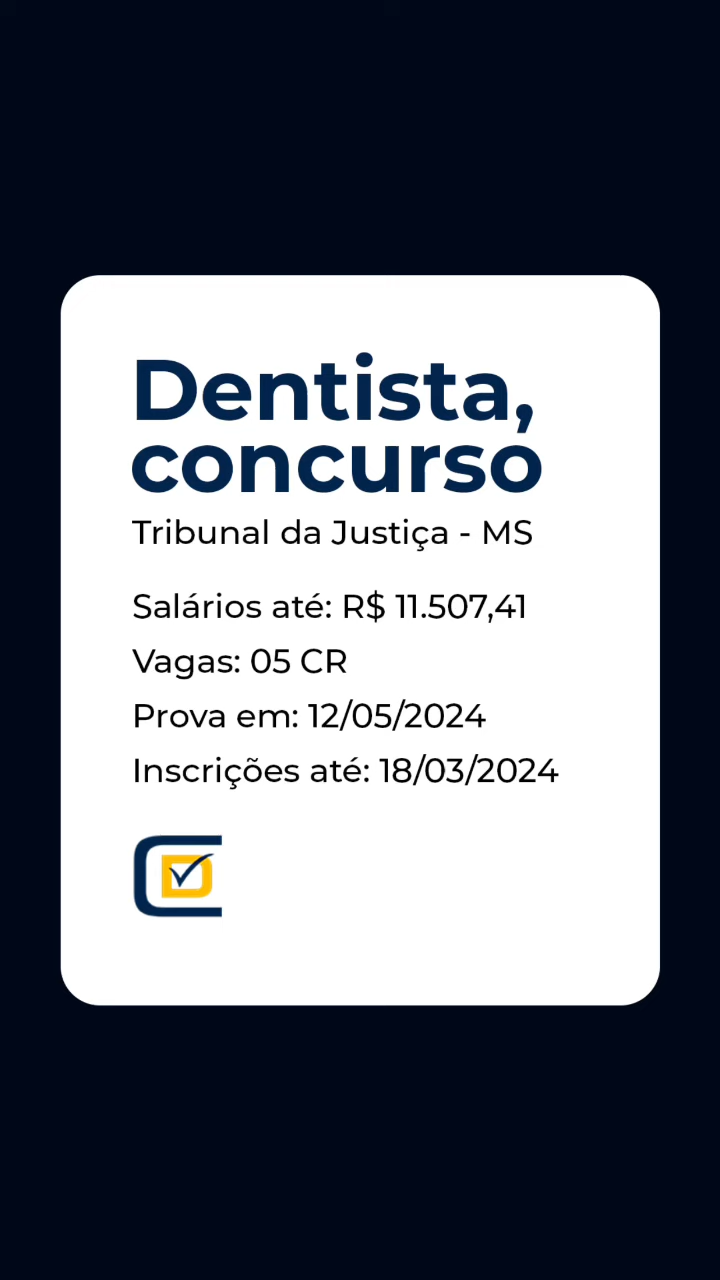 Dentista,
concurso
Tribunal da Justiça - MS
Salários até: R$ 11.507,41
Vagas: 05 CR
Prova em: 12/05/2024
Inscrições até: 18/03/2024